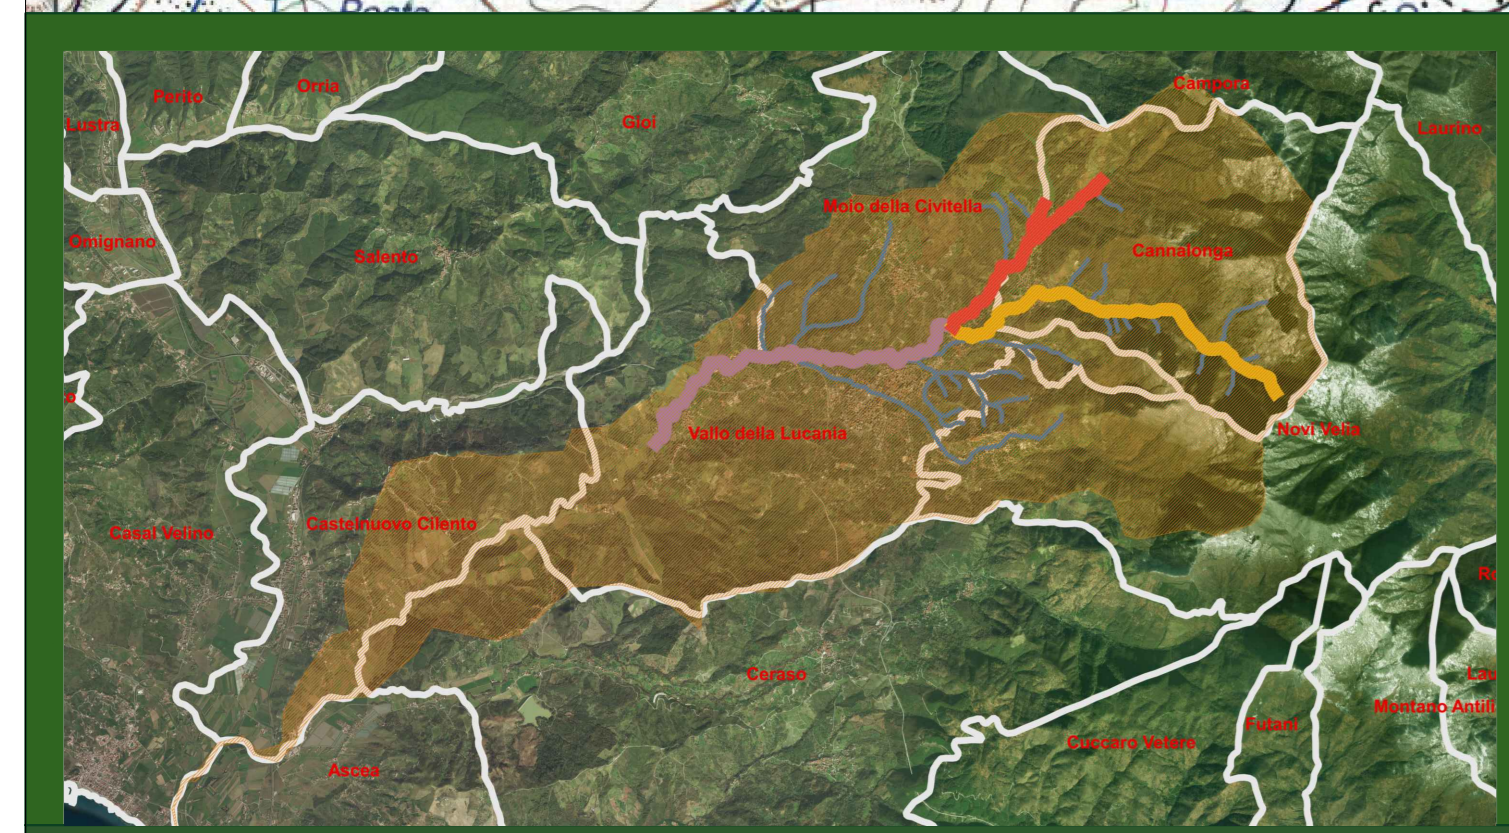 Campora
Orria
Perito
Gioi
Lustra
Laurino
Moio della Civitella
Omignano
Cannalonga
Salento
Novi Velia
Vallo della Lucania
Castelnuovo Cilento
Casal Velino
Ceraso
Montano Antili
Futani
Cuccaro Vetere
Ascea